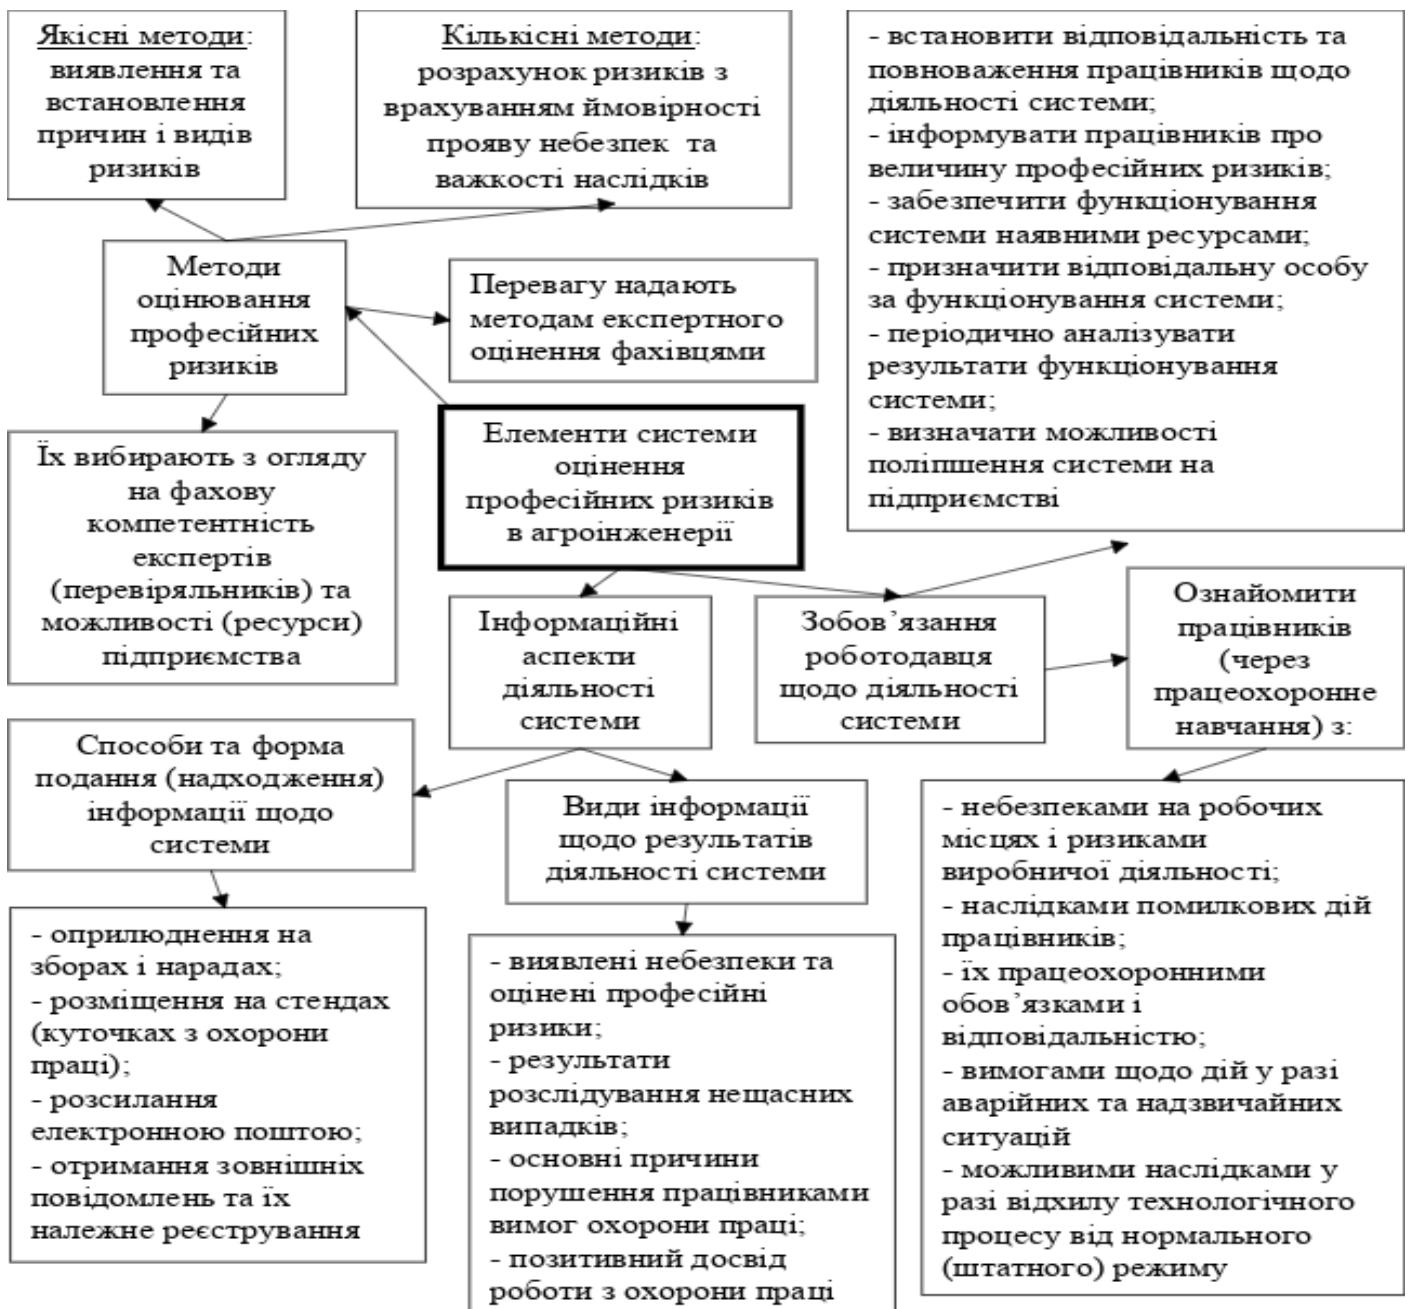 Якісні методи:
виявлення та
встановлення
причин і видів
ризиків
Кількісні методи:
розрахунок ризиків з
врахуванням ймовірності
прояву небезпек та
важкості наслідків
- встановити відповідальність та
повноваження працівників щодо
діяльності системи;
- інформувати працівників про
величину професійних ризиків;
- забезпечити функціонування
системи наявними ресурсами;
- призначити відповідальну особу
за функціонування системи;
- періодично аналізувати
результати функціонування
системи;
- визначати можливості
поліпшення системи на
підприємстві
Методи
оцінювання
професійних
ризиків
Перевагу надають
методам експертного
оцінення фахівцями
Елементи системи
оцінення
професійних ризиків
в агроінженерії
Їх вибирають з огляду
на фахову
компетентність
експертів
(перевіряльників) та
можливості (ресурси)
підприємства
Інформаційні
аспекти
діяльності
системи
Зобов’язання
роботодавця
щодо діяльності
системи
Ознайомити
працівників
(через
працеохоронне
навчання) з:
Способи та форма
подання (надходження)
інформації щодо
системи
Види інформації
щодо результатів
діяльності системи
- небезпеками на робочих
місцях і ризиками
виробничої діяльності;
- наслідками помилкових дій
працівників;
- їх працеохоронними
обов’язками і
відповідальністю;
- вимогами щодо дій у разі
аварійних та надзвичайних
ситуацій
- можливими наслідками у
разі відхилу технологічного
процесу від нормального
(штатного) режиму
- оприлюднення на
зборах і нарадах;
- розміщення на стендах
(куточках з охорони
праці);
- розсилання
електронною поштою;
- отримання зовнішніх
повідомлень та їх
належне реєстрування
- виявлені небезпеки та
оцінені професійні
ризики;
- результати
розслідування нещасних
випадків;
- основні причини
порушення працівниками
вимог охорони праці;
- позитивний досвід
роботи з охорони праці